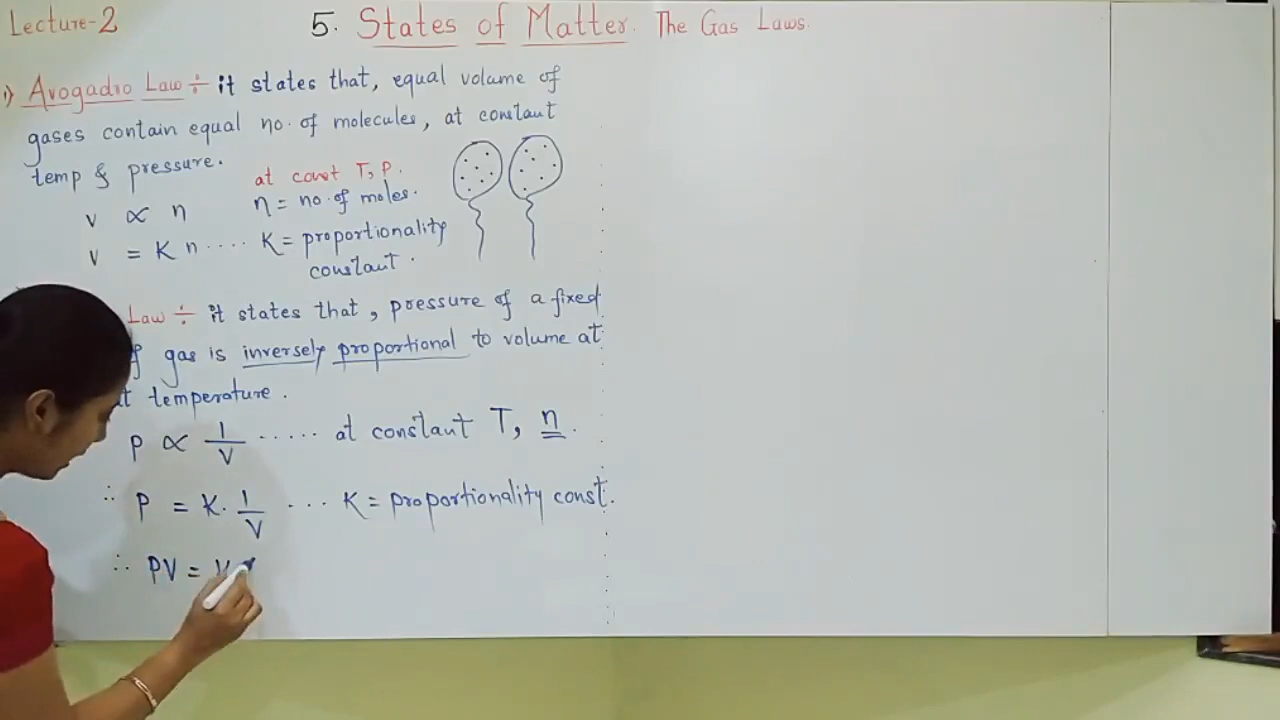 Lecture-2
5. States of Matter. The Gas Laws.
1) Avogadro Law ÷ it states that, equal volume of
gases contain equal no. of molecules, at constant
temp & pressure.
at const T, P.
V ∝ n
n = no. of moles.
V = K n .... K = proportionality
constant.
Law ÷ it states that, pressure of a fixed
gas is inversely proportional to volume at
temperature.
P ∝ 1/V ..... at constant T, n.
∴ P = K. 1/V ... K = proportionality const.
∴ PV =